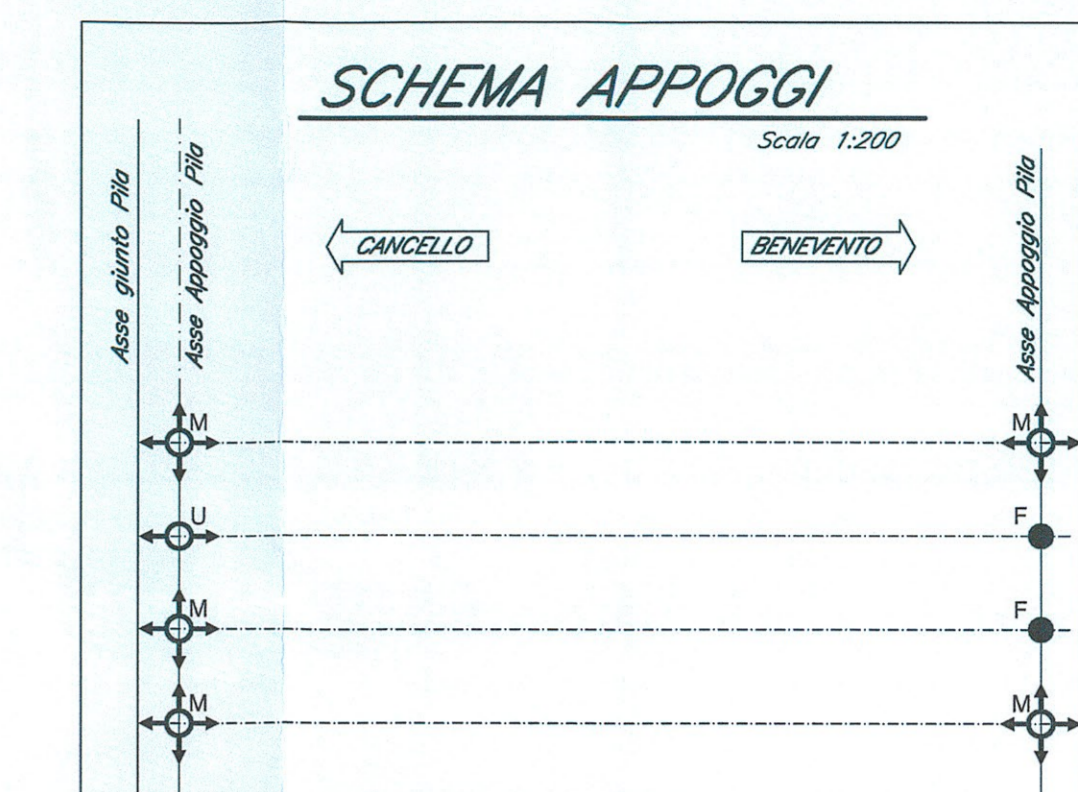 SCHEMA APPOGGI
Scala 1:200
Asse giunto Pila
Asse Appoggio Pila
CANCELLO
BENEVENTO
Asse Appoggio Pila
M
M
U
F
M
F
M
M